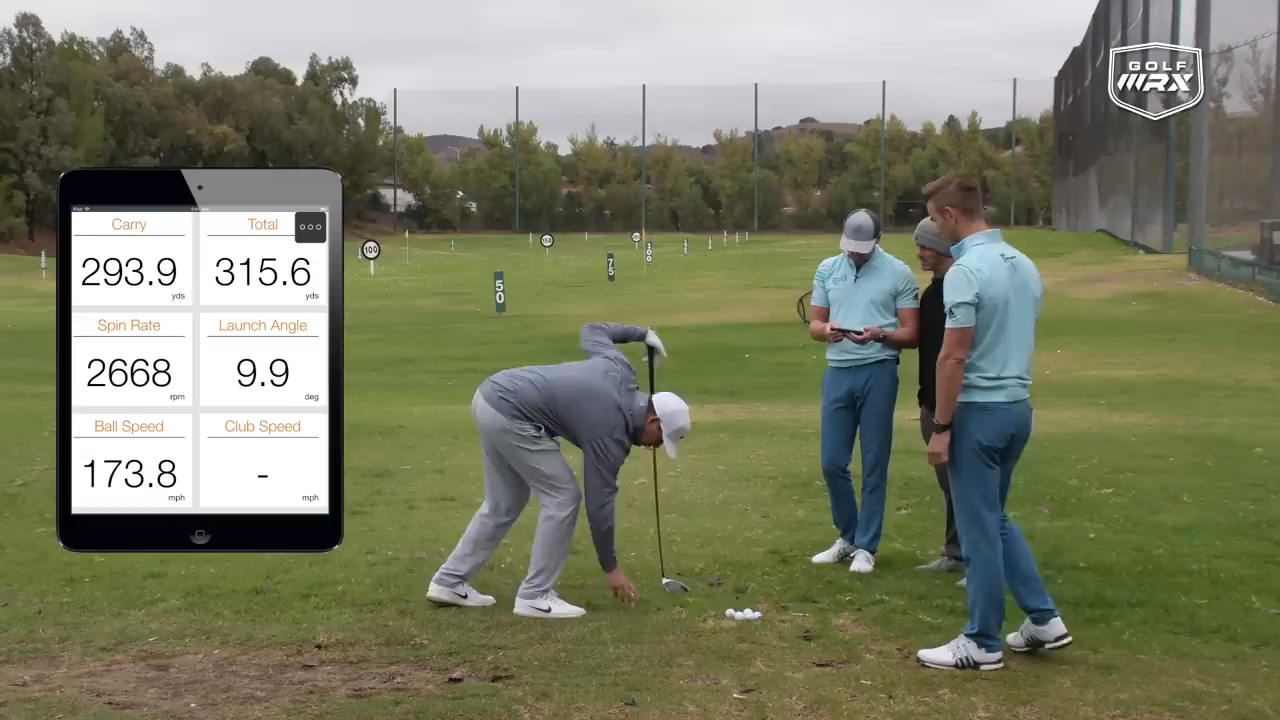 GOLF
WRX
Carry
293.9
yds
Total
315.6
yds
Spin Rate
2668
rpm
Launch Angle
9.9
deg
Ball Speed
173.8
mph
Club Speed
-
mph
100
150
50
75